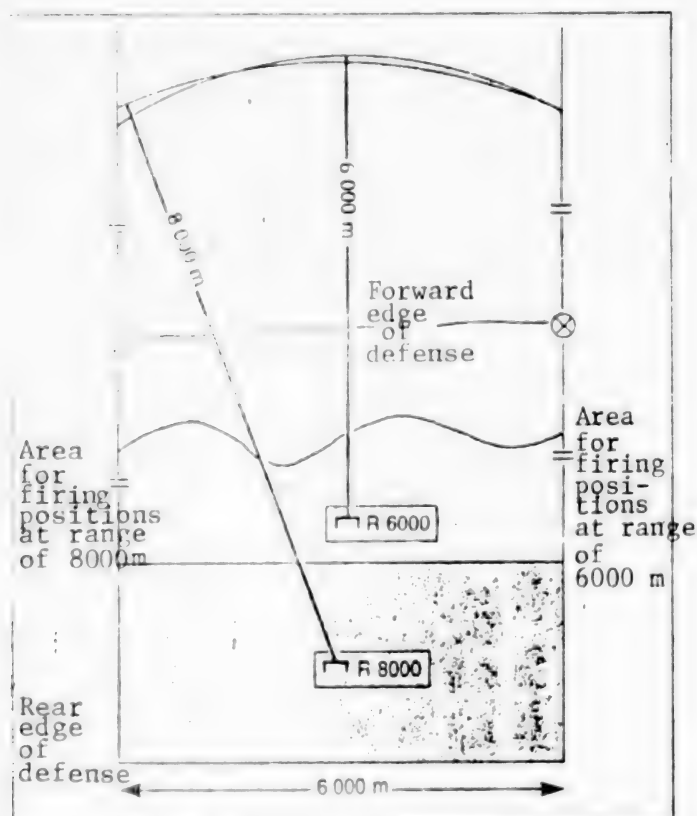 6 000 m
8 000 m
Forward
edge
of
defense
Area
for
firing
positions
at range
of 8000m
Area
for
firing
posi-
tions
at range
of
6000 m
R 6000
R 8000
Rear
edge
of
defense
6 000 m